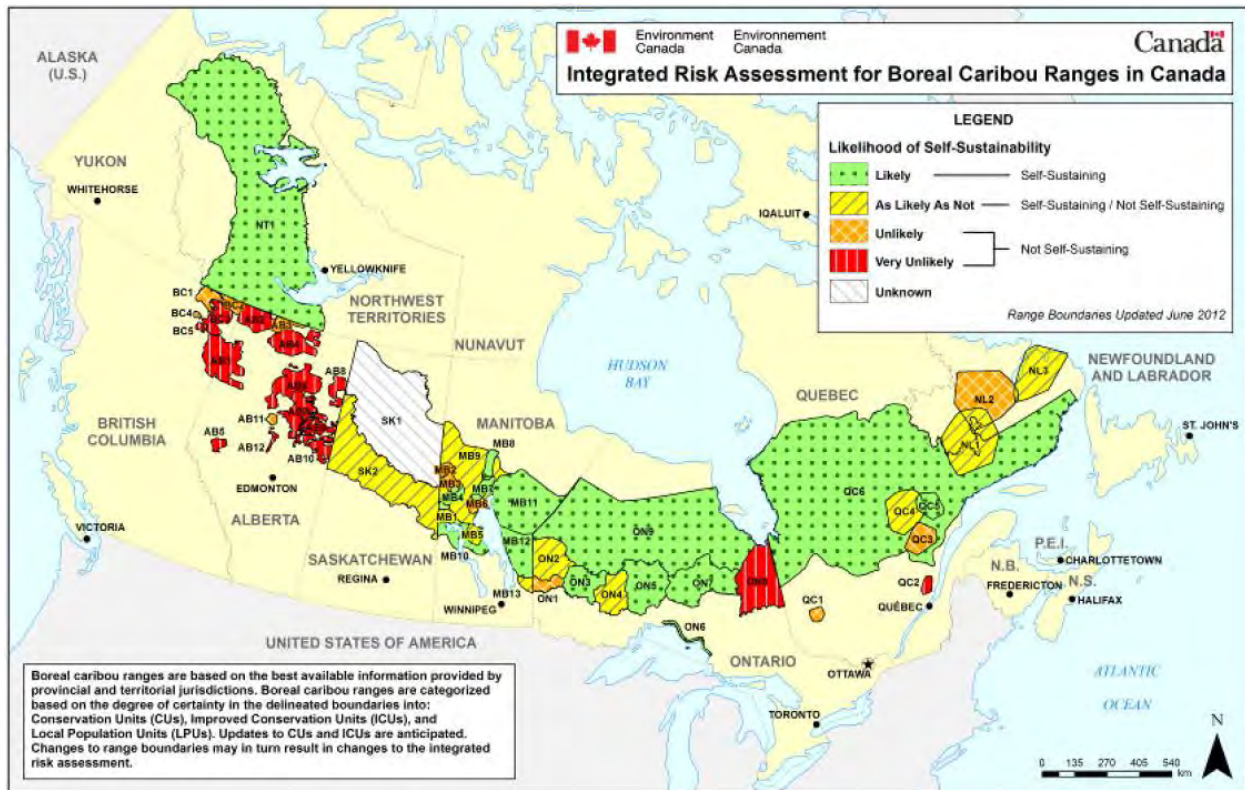 Environment Canada
Environnement Canada
Canada
Integrated Risk Assessment for Boreal Caribou Ranges in Canada
LEGEND
Likelihood of Self-Sustainability
Likely
Self-Sustaining
As Likely As Not
Self-Sustaining / Not Self-Sustaining
Unlikely
Very Unlikely
Not Self-Sustaining
Unknown
Range Boundaries Updated June 2012
ALASKA
(U.S.)
YUKON
WHITEHORSE
IQALUIT
NT1
YELLOWKNIFE
NORTHWEST
TERRITORIES
NUNAVUT
BC1
BC2
BC4
BC3
BC5
AB2
AB3
AB4
AB1
AB8
AB11
AB6
AB12
AB10
BRITISH
COLUMBIA
EDMONTON
ALBERTA
VICTORIA
SK1
SK2
SASKATCHEWAN
REGINA
MANITOBA
MB8
MB9
MB2
MB3
MB4
MB7
MB6
MB1
MB5
MB10
MB11
MB12
MB13
WINNIPEG
HUDSON
BAY
ON9
ON2
ON1
ON3
ON4
ON5
ON7
ON6
ONTARIO
OTTAWA
TORONTO
QUEBEC
QC6
QC4
QC5
QC3
QC2
QC1
QUÉBEC
NL3
NL2
NL1
NEWFOUNDLAND
AND LABRADOR
ST. JOHN'S
P.E.I.
CHARLOTTETOWN
N.B.
FREDERICTON
N.S.
HALIFAX
UNITED STATES OF AMERICA
ATLANTIC
OCEAN
Boreal caribou ranges are based on the best available information provided by
provincial and territorial jurisdictions. Boreal caribou ranges are categorized
based on the degree of certainty in the delineated boundaries into:
Conservation Units (CUs), Improved Conservation Units (ICUs), and
Local Population Units (LPUs). Updates to CUs and ICUs are anticipated.
Changes to range boundaries may in turn result in changes to the integrated
risk assessment.
N
0 135 270 405 540
km